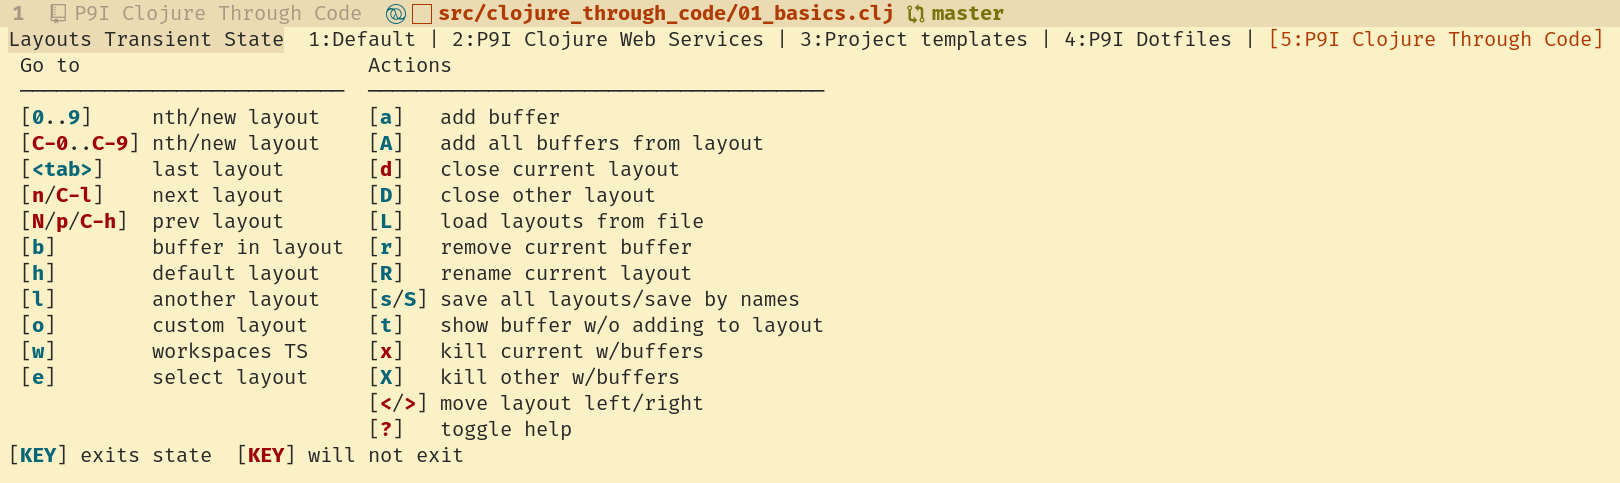 1 P9I Clojure Through Code src/clojure_through_code/01_basics.clj master
Layouts Transient State 1:Default | 2:P9I Clojure Web Services | 3:Project templates | 4:P9I Dotfiles | [5:P9I Clojure Through Code]
Go to Actions
[0..9] nth/new layout [a] add buffer
[C-0..C-9] nth/new layout [A] add all buffers from layout
[<tab>] last layout [d] close current layout
[n/C-l] next layout [D] close other layout
[N/p/C-h] prev layout [L] load layouts from file
[b] buffer in layout [r] remove current buffer
[h] default layout [R] rename current layout
[l] another layout [s/S] save all layouts/save by names
[o] custom layout [t] show buffer w/o adding to layout
[w] workspaces TS [x] kill current w/buffers
[e] select layout [X] kill other w/buffers
[</>] move layout left/right
[?] toggle help
[KEY] exits state [KEY] will not exit